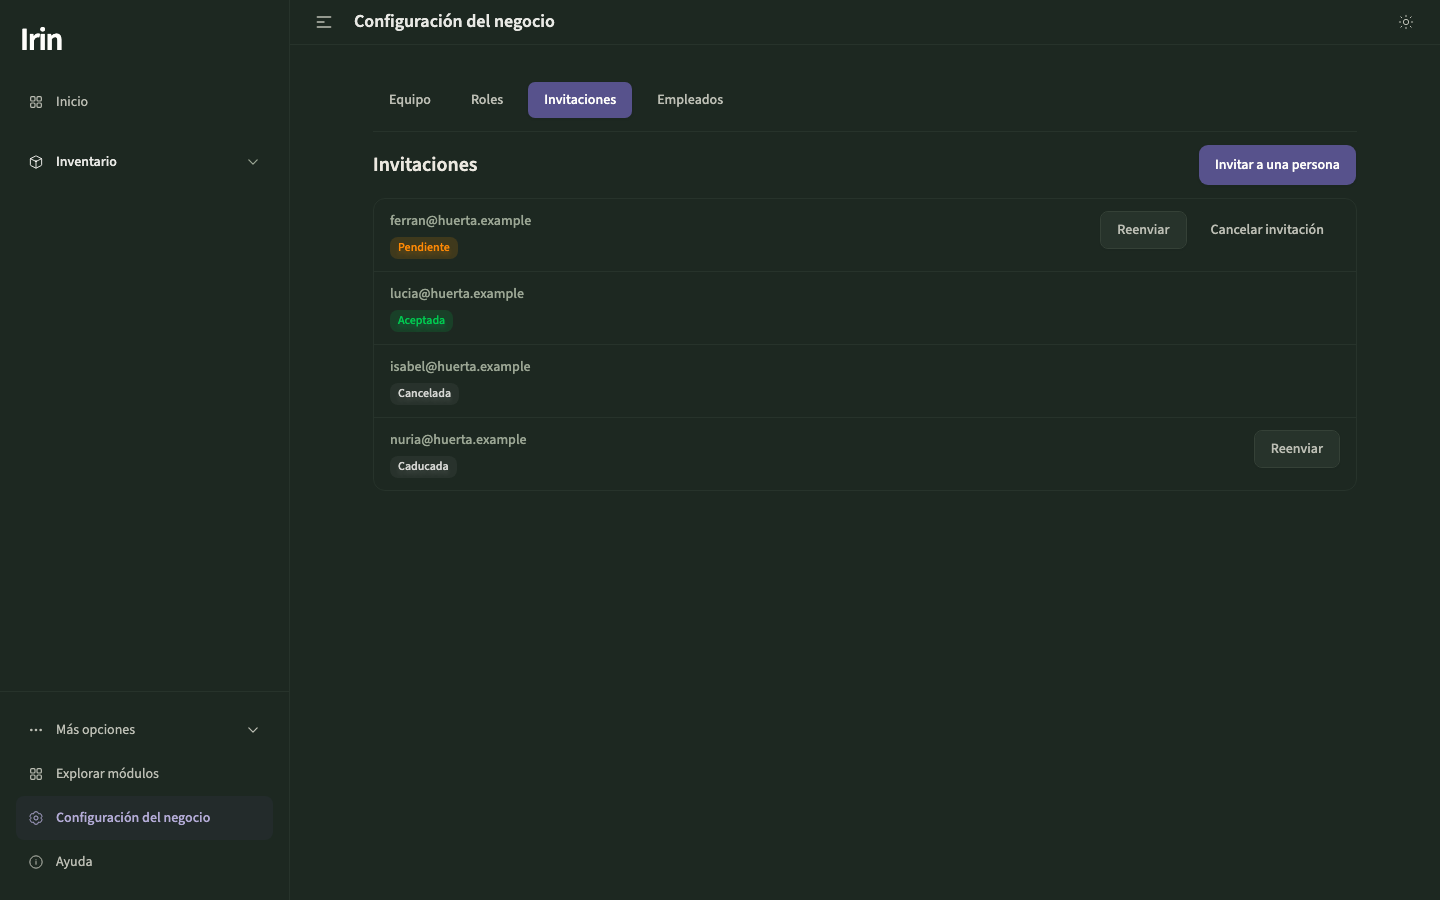 Irin
Inicio
Inventario
Más opciones
Explorar módulos
Configuración del negocio
Ayuda
Configuración del negocio
Equipo Roles Invitaciones Empleados
Invitaciones
Invitar a una persona
ferran@huerta.example
Pendiente
Reenviar Cancelar invitación
lucia@huerta.example
Aceptada
isabel@huerta.example
Cancelada
nuria@huerta.example
Caducada
Reenviar